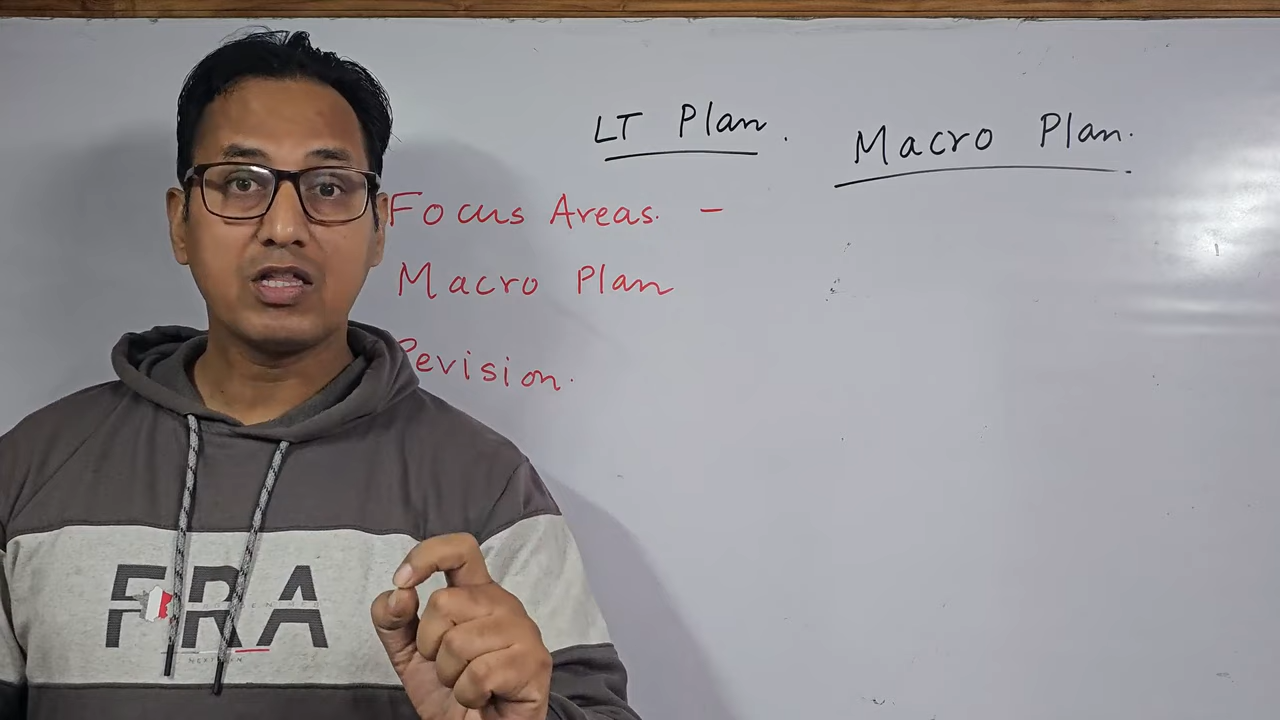 LT Plan.
Macro Plan.
Focus Areas. -
Macro Plan
Revision.
FRA